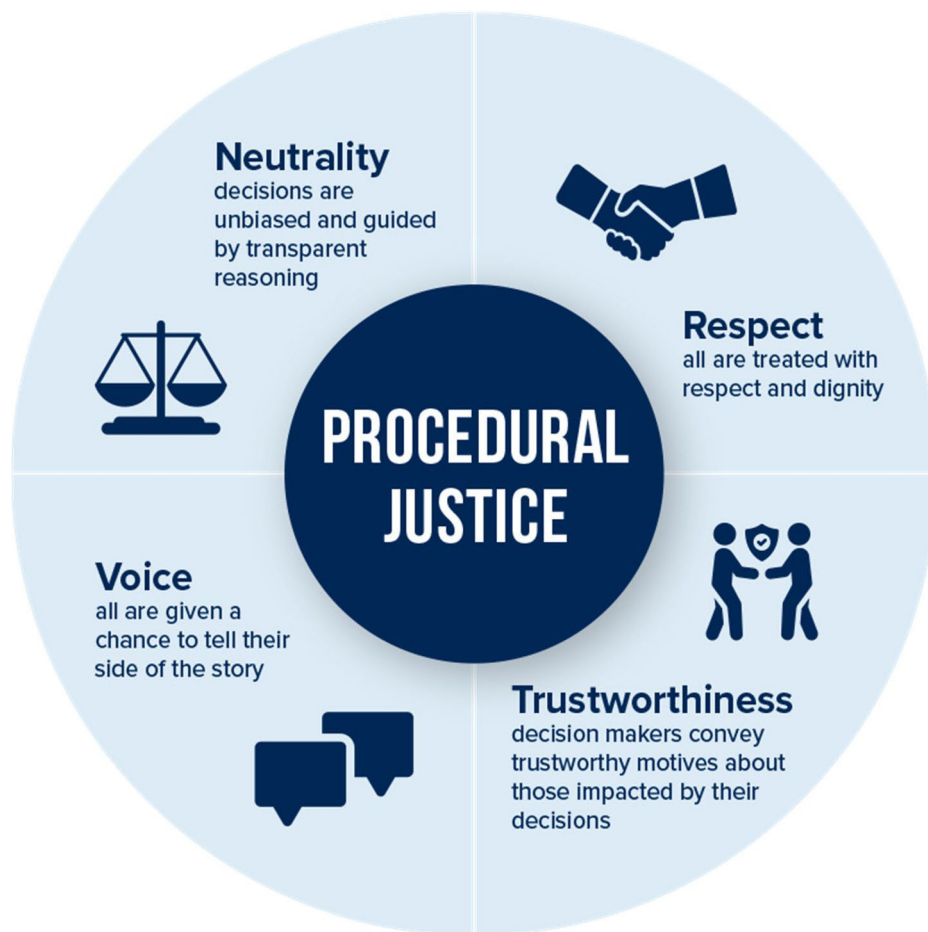 Neutrality
decisions are
unbiased and guided
by transparent
reasoning
Respect
all are treated with
respect and dignity
PROCEDURAL
JUSTICE
Voice
all are given a
chance to tell their
side of the story
Trustworthiness
decision makers convey
trustworthy motives about
those impacted by their
decisions